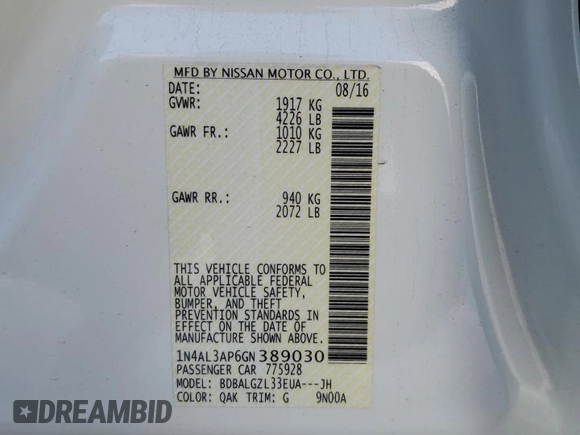 MFD BY NISSAN MOTOR CO., LTD.
DATE: 08/16
GVWR: 1917 KG
4226 LB
GAWR FR.: 1010 KG
2227 LB
GAWR RR.: 940 KG
2072 LB
THIS VEHICLE CONFORMS TO
ALL APPLICABLE FEDERAL
MOTOR VEHICLE SAFETY,
BUMPER, AND THEFT
PREVENTION STANDARDS IN
EFFECT ON THE DATE OF
MANUFACTURE SHOWN ABOVE.
1N4AL3AP6GN389030
PASSENGER CAR 775928
MODEL: BDBALGZL33EUA---JH
COLOR: QAK TRIM: G 9N00A
DREAMBID